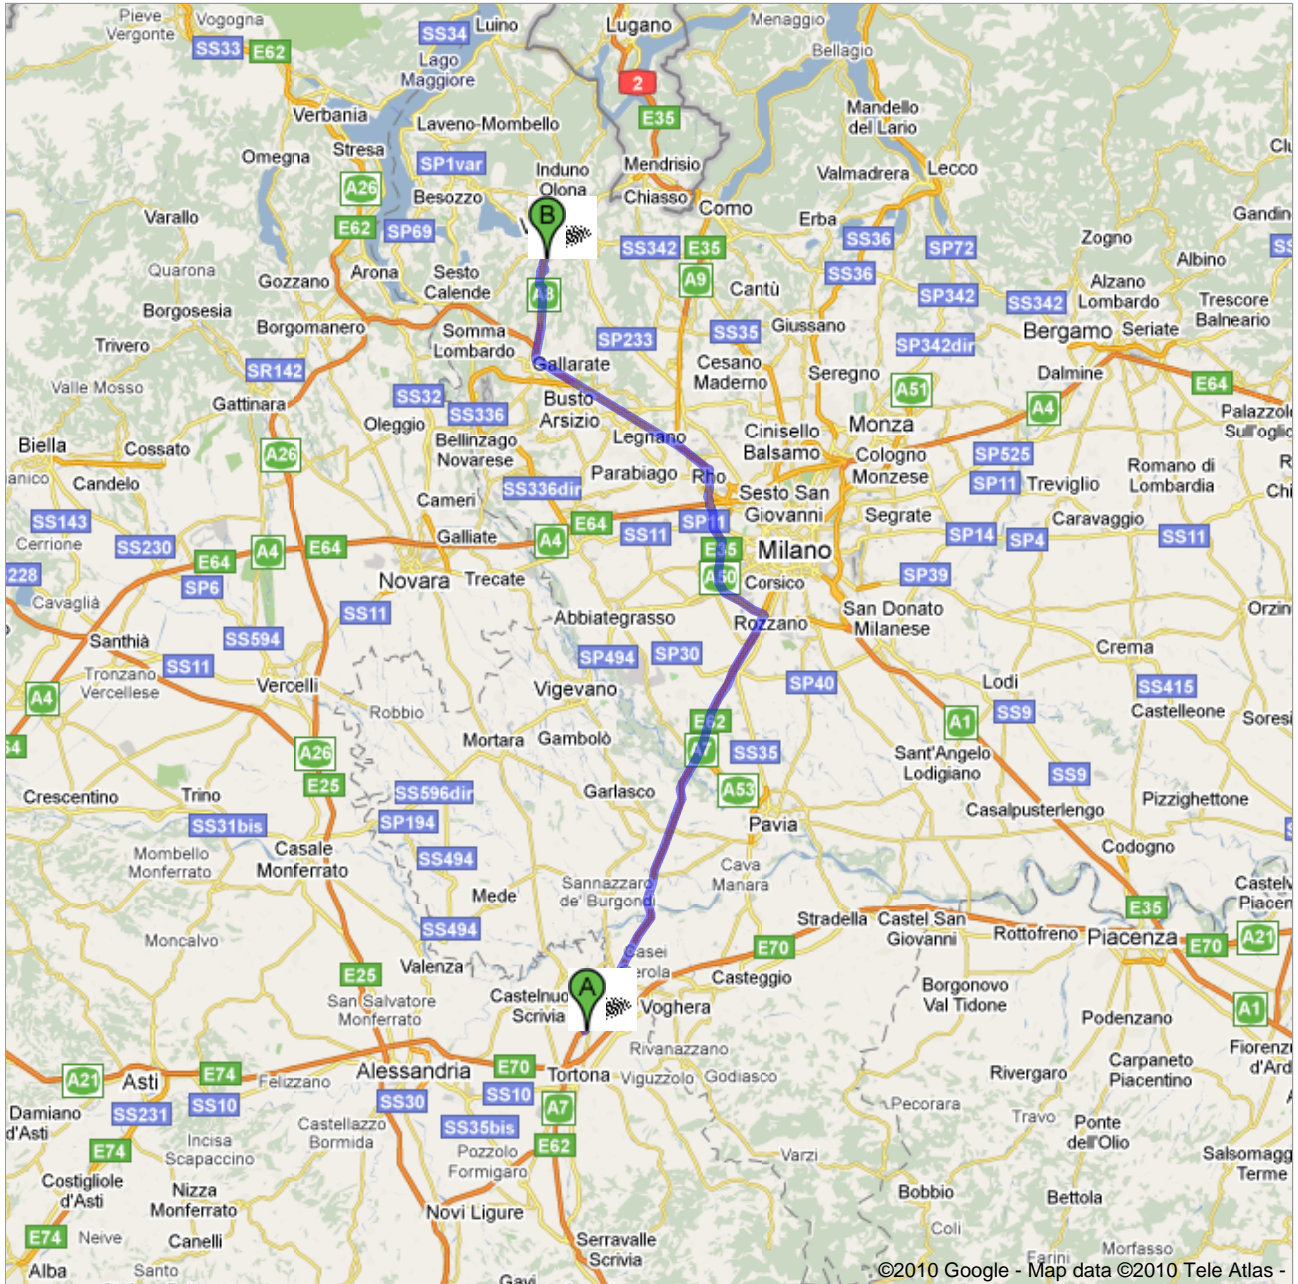 Pieve
Vergonte
Vogogna
SS33
E62
SS34
Luino
Lago
Maggiore
Lugano
Menaggio
Bellagio
2
E35
Verbania
Laveno-Mombello
Mandello
del Lario
Omegna
Stresa
SP1var
Induno
Olona
Mendrisio
Valmadrera
Lecco
A26
Besozzo
Chiasso
Como
Varallo
E62
SP69
B
SS342
E35
Erba
SS36
SP72
Zogno
Quarona
Gozzano
Arona
Sesto
Calende
A8
A9
Cantù
SS36
SP342
SS342
Albino
Alzano
Lombardo
Trescore
Balneario
Borgosesia
Borgomanero
Somma
Lombardo
SP233
SS35
Giussano
SP342dir
Bergamo
Seriate
Trivero
SR142
Gallarate
Cesano
Maderno
Seregno
A51
Dalmine
E64
Valle Mosso
Gattinara
SS32
SS336
Busto
Arsizio
A4
Oleggio
Legnano
Cinisello
Balsamo
Monza
Biella
Cossato
A26
Bellinzago
Novarese
Parabiago
Rho
Cologno
Monzese
SP525
Candelo
SS336dir
SP11
Treviglio
Romano di
Lombardia
Cameri
Sesto San
Giovanni
Segrate
Caravaggio
SS143
Cerrione
SS230
E64
A4
E64
Galliate
A4
E64
SS11
SP11
E35
Milano
SP14
SP4
SS11
228
SP6
Novara
Trecate
A50
Corsico
SP39
Cavaglià
SS11
Abbiategrasso
Rozzano
San Donato
Milanese
Santhià
SS594
SP494
SP30
Crema
Tronzano
Vercellese
SS11
Vercelli
Vigevano
SP40
Lodi
SS415
A4
Robbio
E62
SS9
Castelleone
A26
Mortara
Gambolò
A7
SS35
A1
Sant'Angelo
Lodigiano
E25
SS596dir
Garlasco
A53
SS9
Crescentino
Trino
SP194
Pavia
Casalpusterlengo
Pizzighettone
SS31bis
Casale
Monferrato
Codogno
Mombello
Monferrato
SS494
Cava
Manara
Mede
Sannazzaro
de' Burgondi
E35
Moncalvo
SS494
Stradella
Castel San
Giovanni
Rottofreno
Piacenza
E70
A21
Valenza
E70
E25
Casteggio
San Salvatore
Monferrato
Castelnuo
Scrivia
A
Voghera
Borgonovo
Val Tidone
Podenzano
A1
Rivanazzano
A21
Asti
E74
Felizzano
Alessandria
E70
Tortona
Viguzzolo
Godiasco
Rivergaro
Carpaneto
Piacentino
Damiano
d'Asti
SS231
SS10
SS30
SS10
A7
Pecorara
Travo
Ponte
dell'Olio
Castellazzo
Bormida
SS35bis
E62
E74
Incisa
Scapaccino
Pozzolo
Formigaro
Varzi
Costigliole
d'Asti
Nizza
Monferrato
Novi Ligure
Bobbio
Bettola
E74
Neive
Canelli
Serravalle
Scrivia
Coli
Alba
Santo
Gavi
Farini
Morfasso
©2010 Google - Map data ©2010 Tele Atlas -